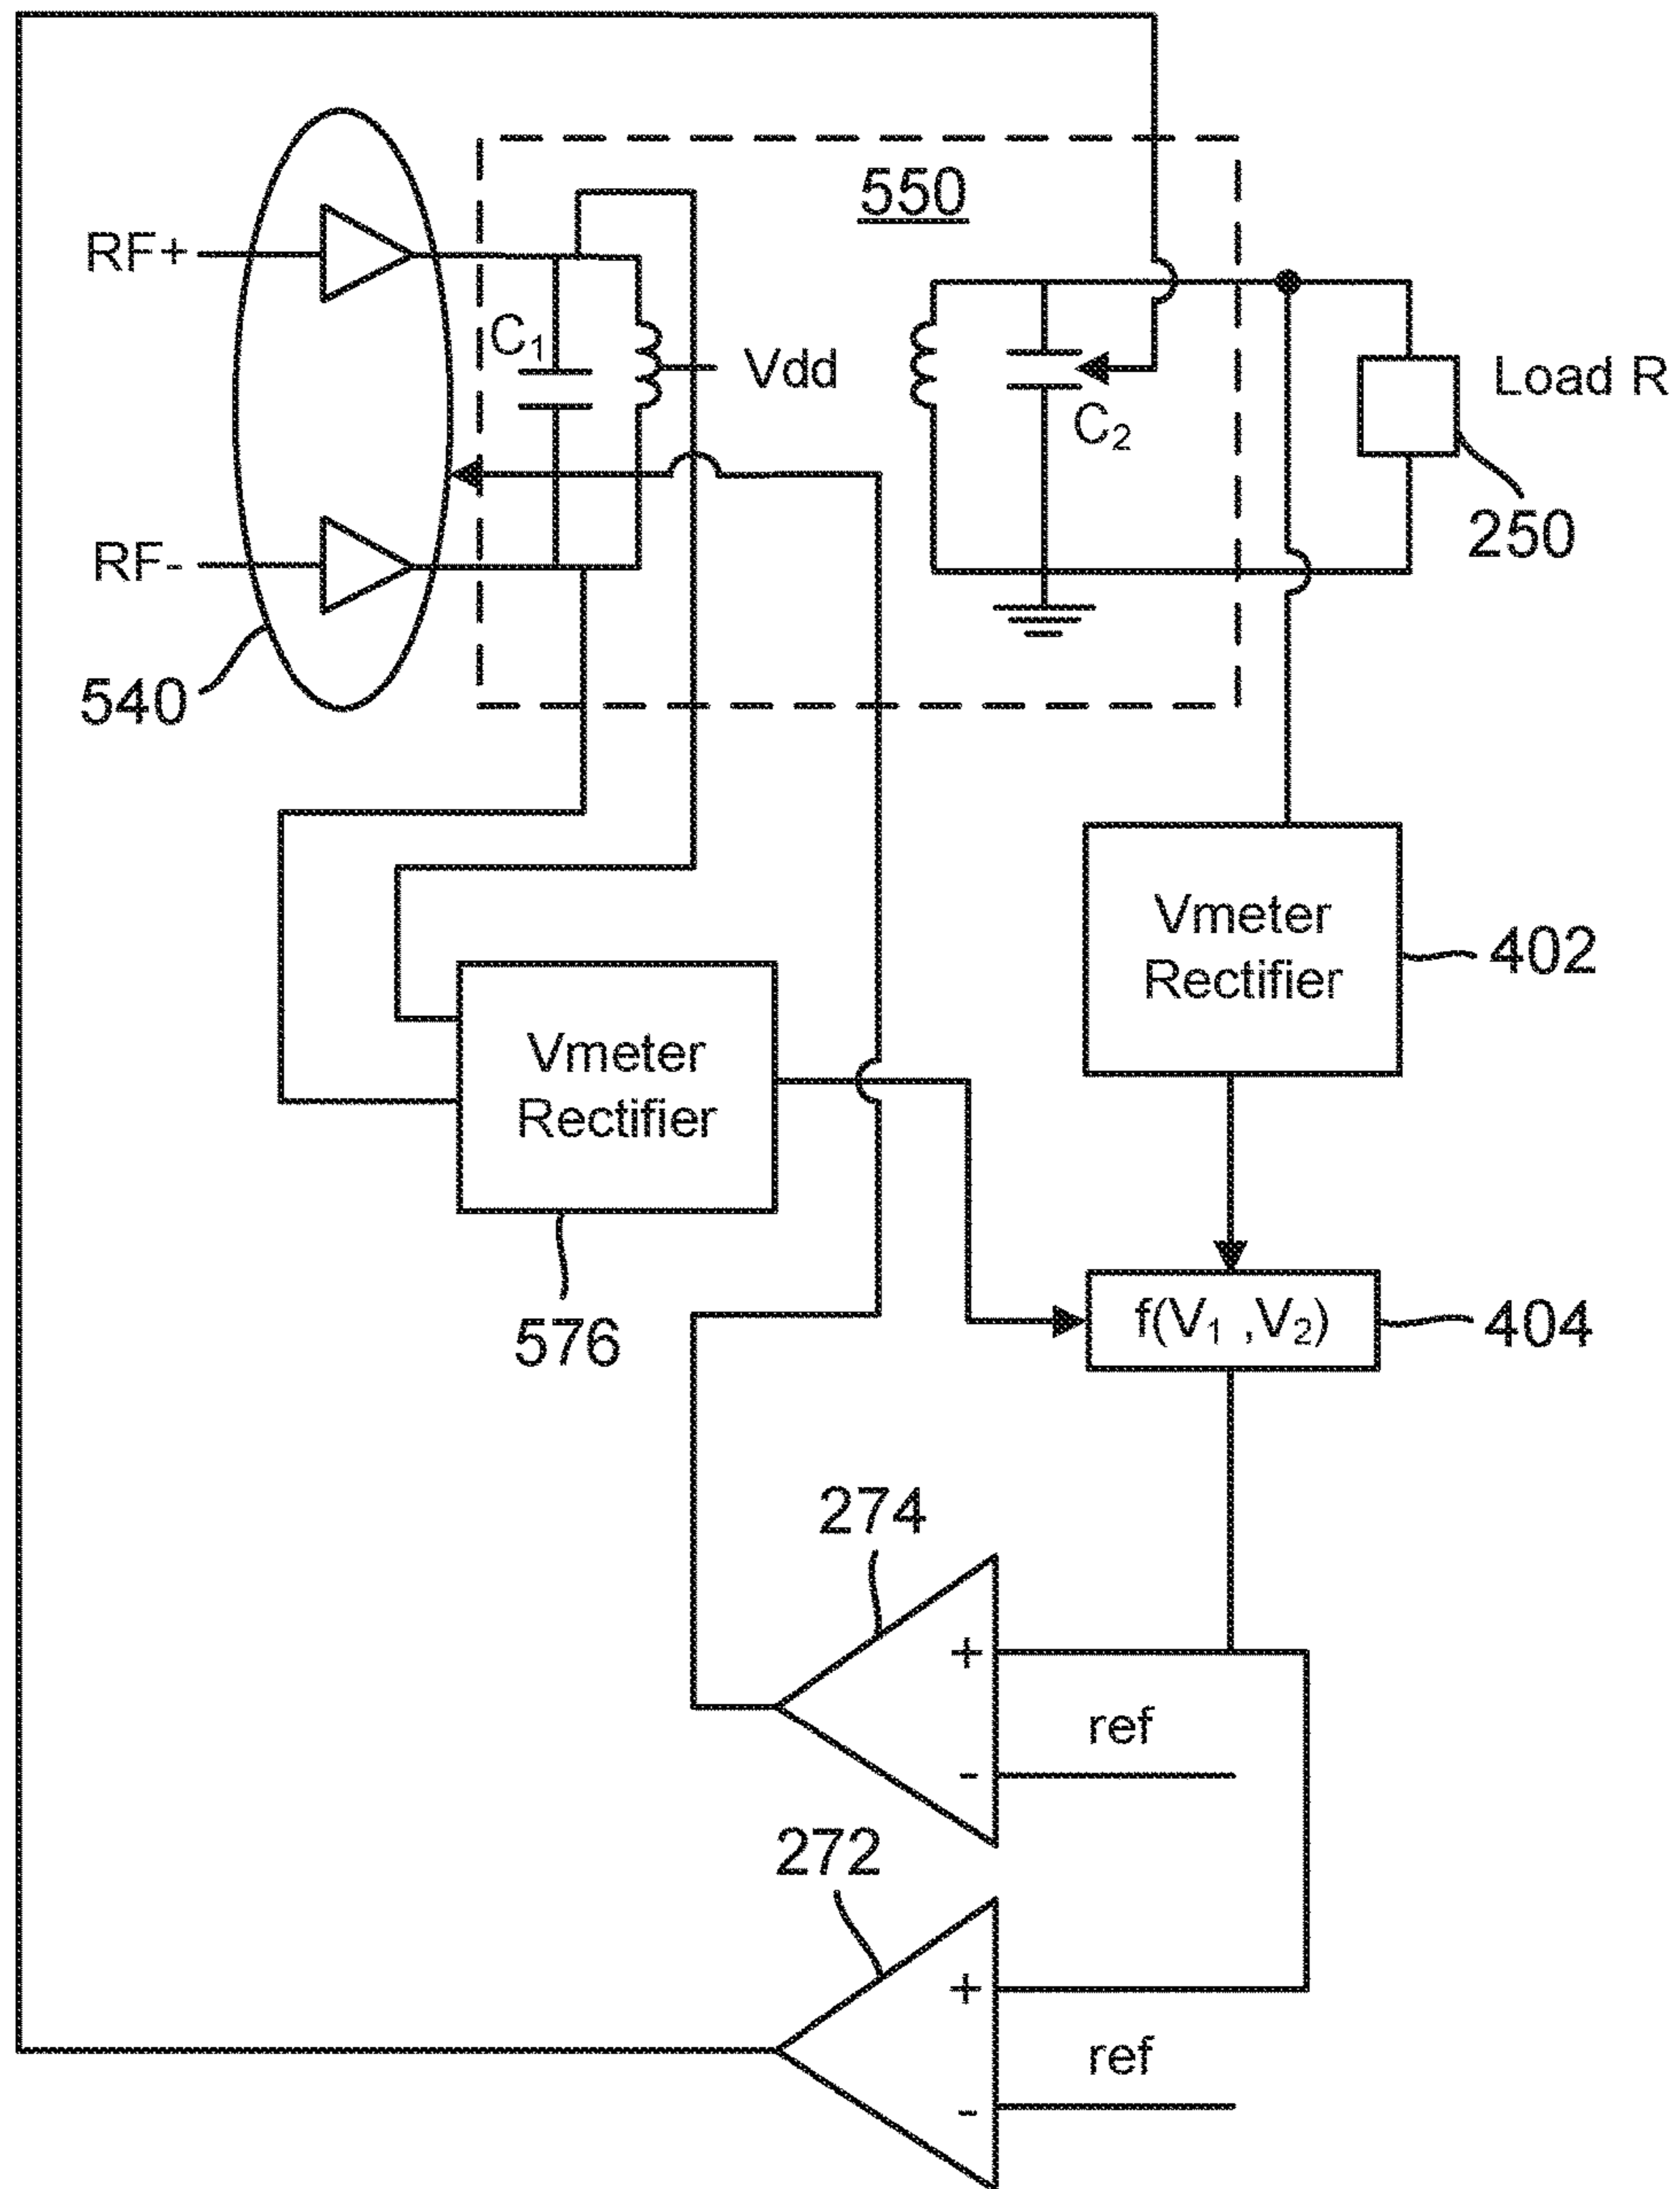 550
RF+
C₁
Vdd
C₂
Load R
250
RF-
540
Vmeter
Rectifier
402
Vmeter
Rectifier
576
f(V₁ ,V₂)
404
274
+
ref
-
272
+
ref
-